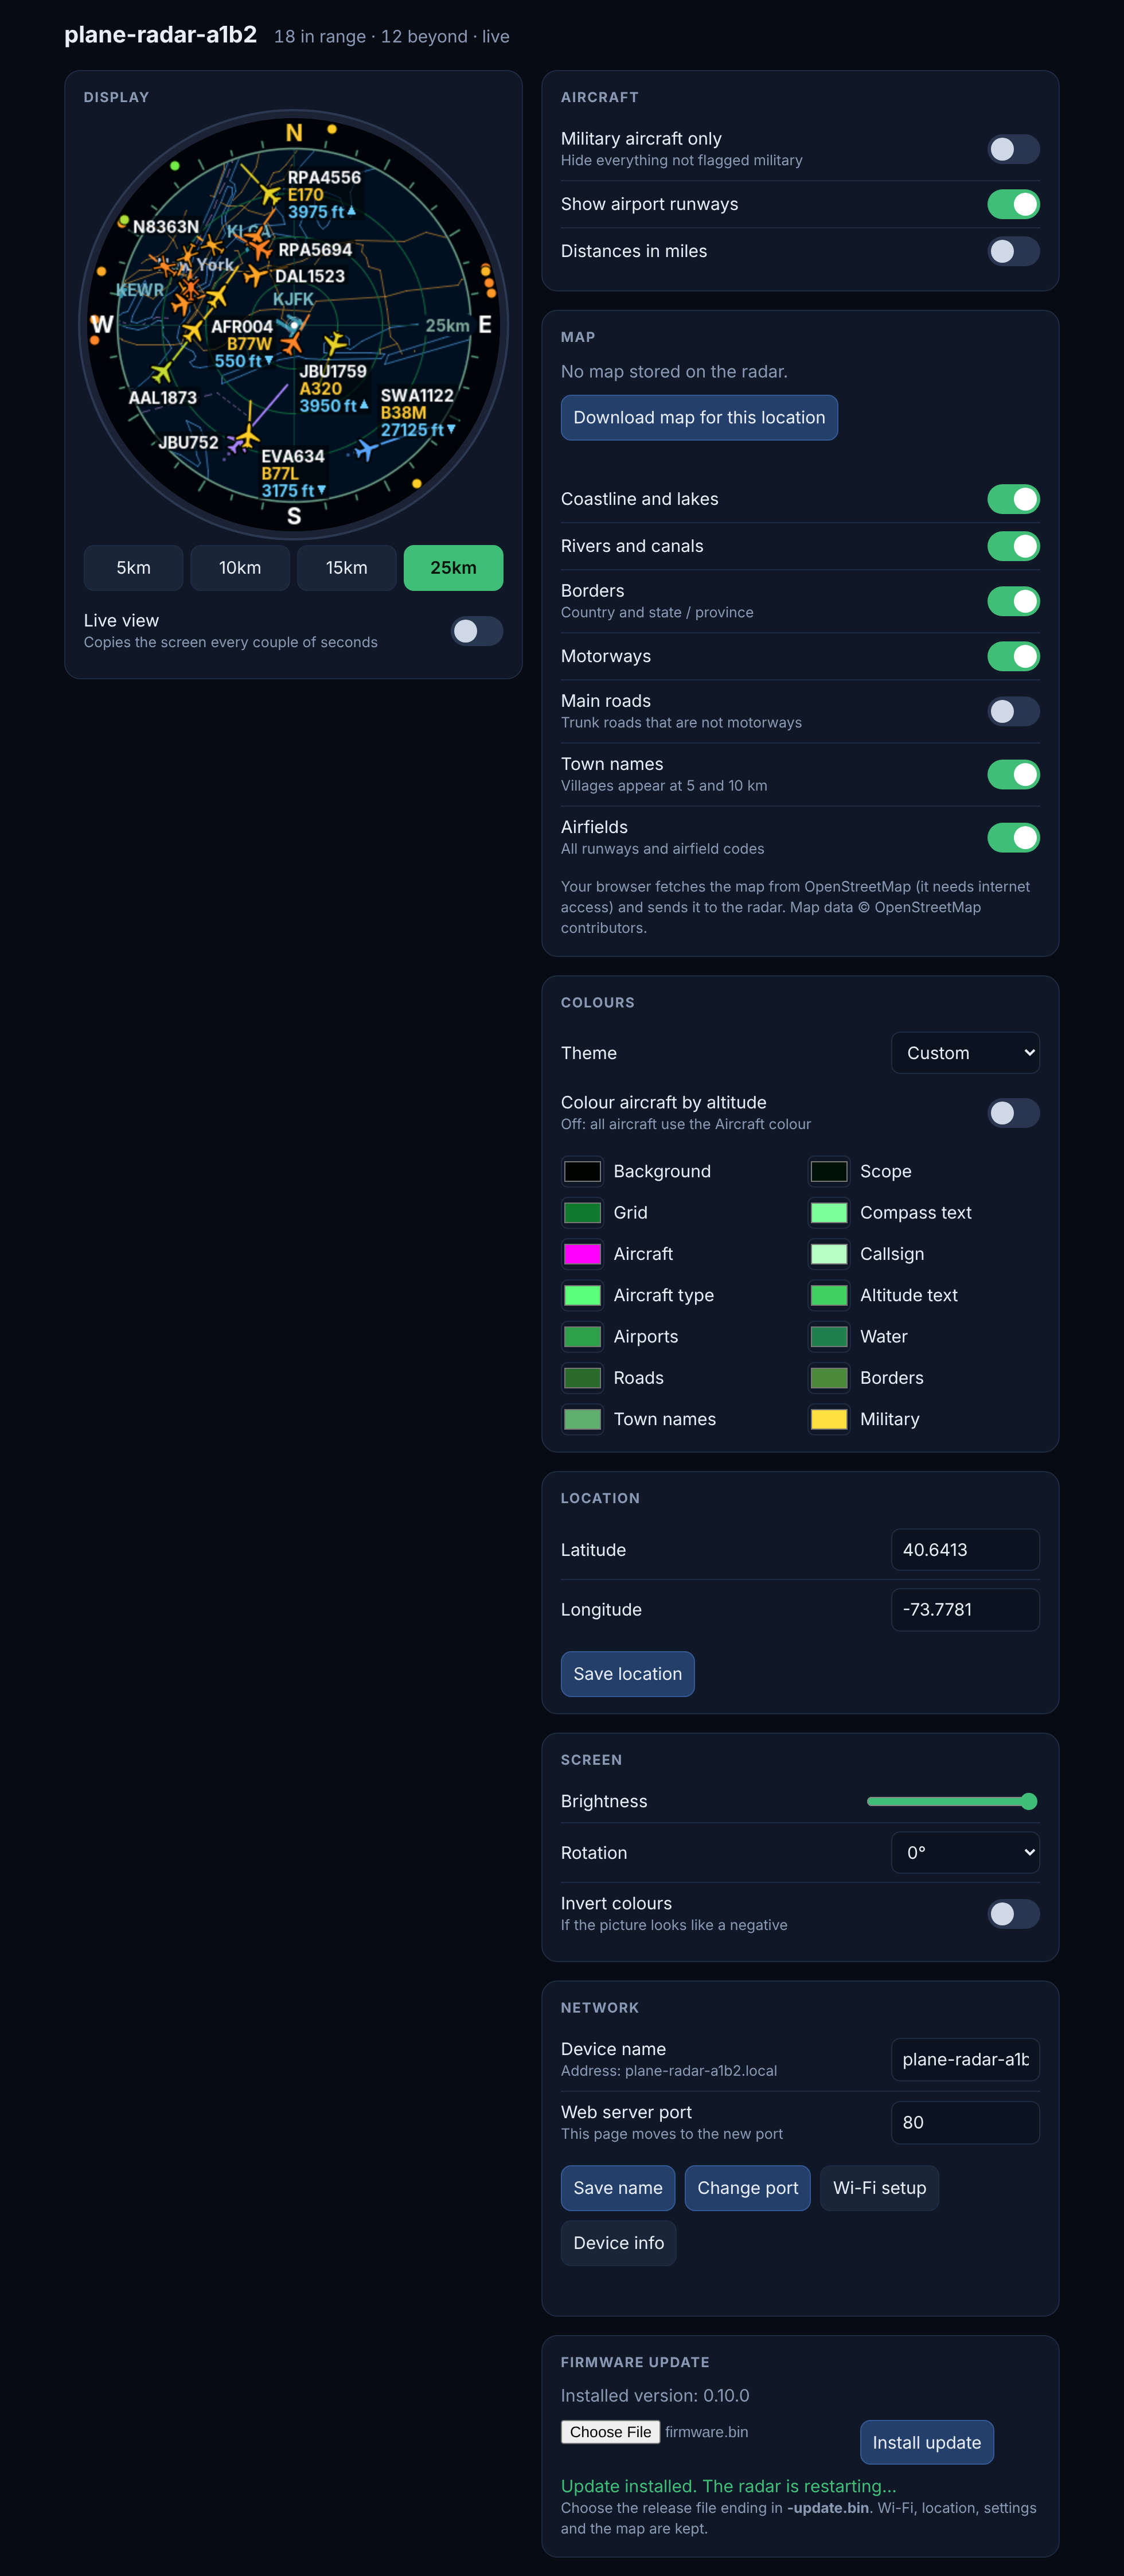 plane-radar-a1b2 18 in range · 12 beyond · live
DISPLAY
N
RPA4556
E170
3975 ft▲
N8363N
RPA5694
York
DAL1523
KEWR
KJFK
W
AFR004
25km
E
B77W
550 ft▼
JBU1759
A320
3950 ft▲
AAL1873
SWA1122
B38M
27125 ft▼
JBU752
EVA634
B77L
3175 ft▼
S
5km
10km
15km
25km
Live view
Copies the screen every couple of seconds
AIRCRAFT
Military aircraft only
Hide everything not flagged military
Show airport runways
Distances in miles
MAP
No map stored on the radar.
Download map for this location
Coastline and lakes
Rivers and canals
Borders
Country and state / province
Motorways
Main roads
Trunk roads that are not motorways
Town names
Villages appear at 5 and 10 km
Airfields
All runways and airfield codes
Your browser fetches the map from OpenStreetMap (it needs internet
access) and sends it to the radar. Map data © OpenStreetMap
contributors.
COLOURS
Theme
Custom
Colour aircraft by altitude
Off: all aircraft use the Aircraft colour
Background
Scope
Grid
Compass text
Aircraft
Callsign
Aircraft type
Altitude text
Airports
Water
Roads
Borders
Town names
Military
LOCATION
Latitude
40.6413
Longitude
-73.7781
Save location
SCREEN
Brightness
Rotation
0°
Invert colours
If the picture looks like a negative
NETWORK
Device name
Address: plane-radar-a1b2.local
plane-radar-a1b
Web server port
This page moves to the new port
80
Save name
Change port
Wi-Fi setup
Device info
FIRMWARE UPDATE
Installed version: 0.10.0
Choose File firmware.bin
Install update
Update installed. The radar is restarting…
Choose the release file ending in -update.bin. Wi-Fi, location, settings
and the map are kept.